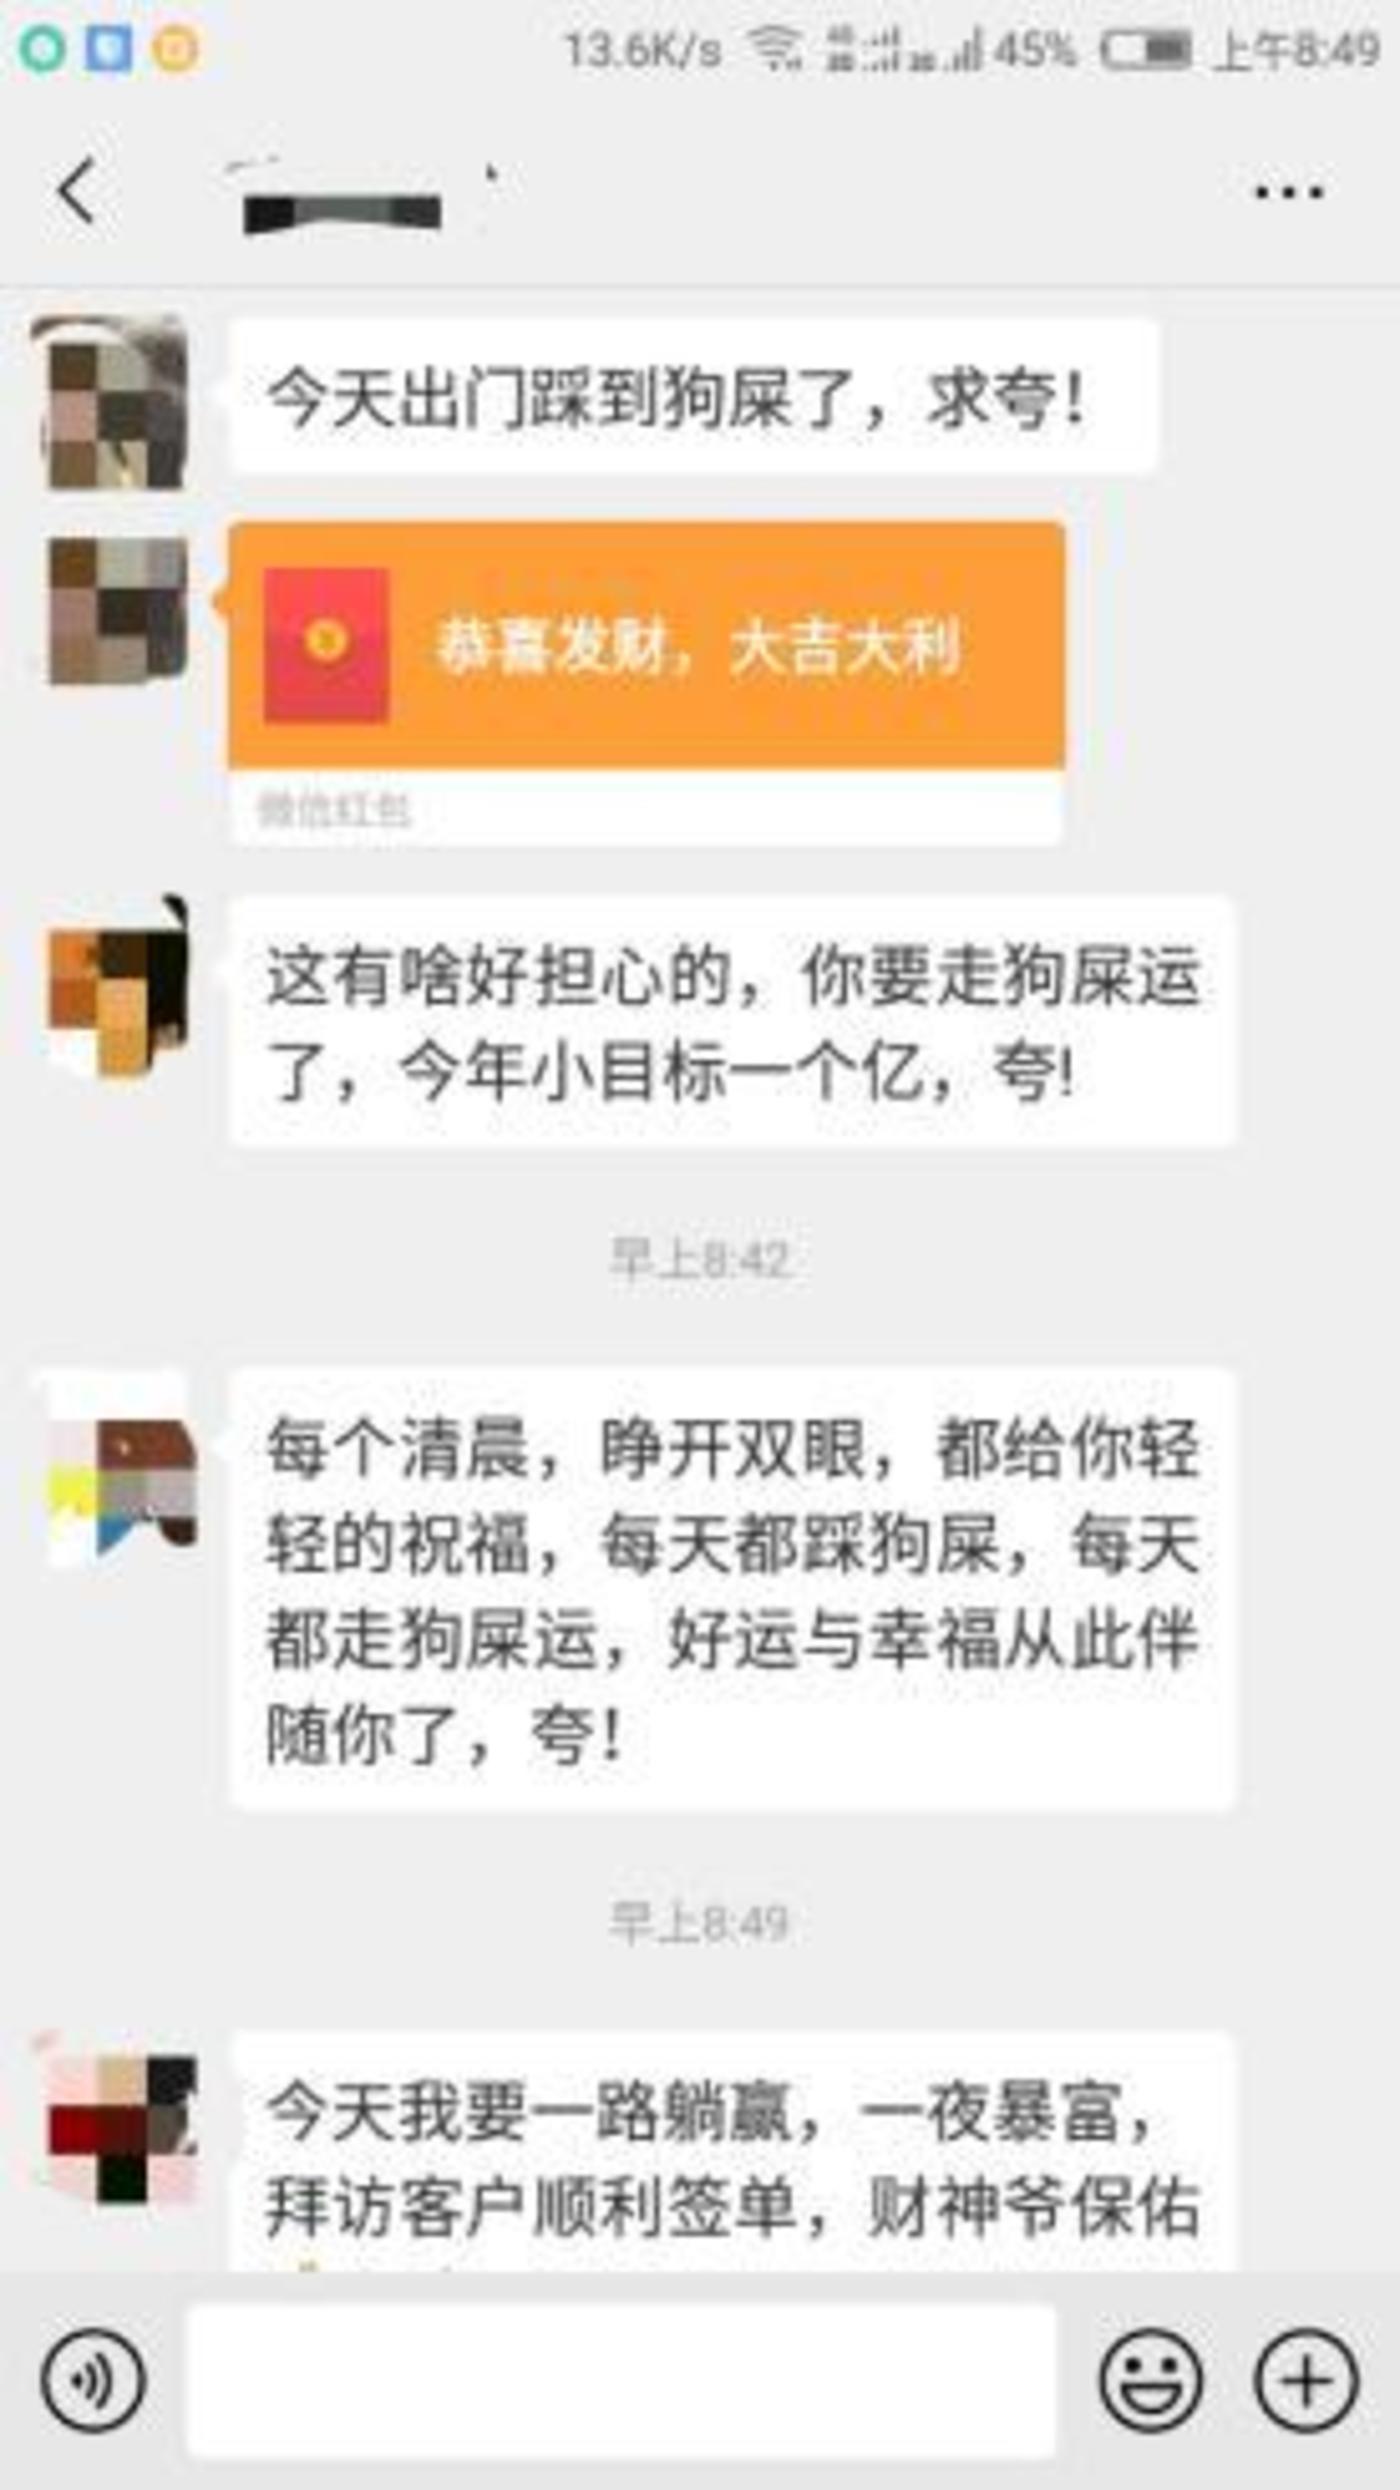 13.6K/s 45% 上午8:49
今天出门踩到狗屎了，求夸！
恭喜发财，大吉大利
微信红包
这有啥好担心的，你要走狗屎运
了，今年小目标一个亿，夸！
早上8:42
每个清晨，睁开双眼，都给你轻
轻的祝福，每天都踩狗屎，每天
都走狗屎运，好运与幸福从此伴
随你了，夸！
早上8:49
今天我要一路躺赢，一夜暴富，
拜访客户顺利签单，财神爷保佑